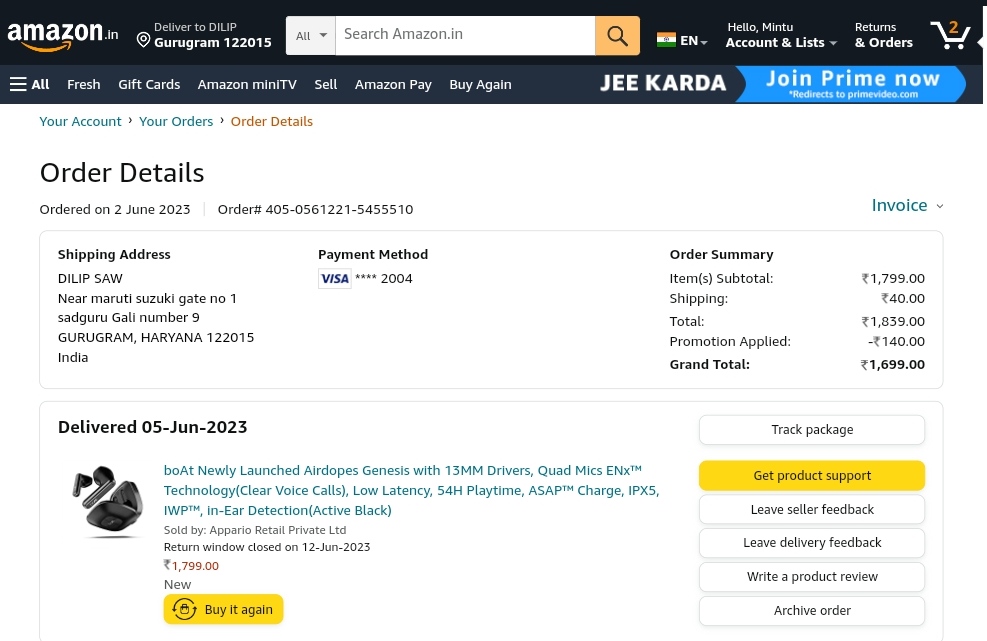 amazon.in
Deliver to DILIP
Gurugram 122015
All
Search Amazon.in
EN
Hello, Mintu
Account & Lists
Returns
& Orders
2
All
Fresh
Gift Cards
Amazon miniTV
Sell
Amazon Pay
Buy Again
JEE KARDA
Join Prime now
*Redirects to primevideo.com
Your Account › Your Orders › Order Details
Order Details
Ordered on 2 June 2023 | Order# 405-0561221-5455510
Invoice
Shipping Address
DILIP SAW
Near maruti suzuki gate no 1
sadguru Gali number 9
GURUGRAM, HARYANA 122015
India
Payment Method
VISA **** 2004
Order Summary
Item(s) Subtotal: ₹1,799.00
Shipping: ₹40.00
Total: ₹1,839.00
Promotion Applied: -₹140.00
Grand Total: ₹1,699.00
Delivered 05-Jun-2023
boAt Newly Launched Airdopes Genesis with 13MM Drivers, Quad Mics ENx™
Technology(Clear Voice Calls), Low Latency, 54H Playtime, ASAP™ Charge, IPX5,
IWP™, in-Ear Detection(Active Black)
Sold by: Appario Retail Private Ltd
Return window closed on 12-Jun-2023
₹1,799.00
New
Buy it again
Track package
Get product support
Leave seller feedback
Leave delivery feedback
Write a product review
Archive order